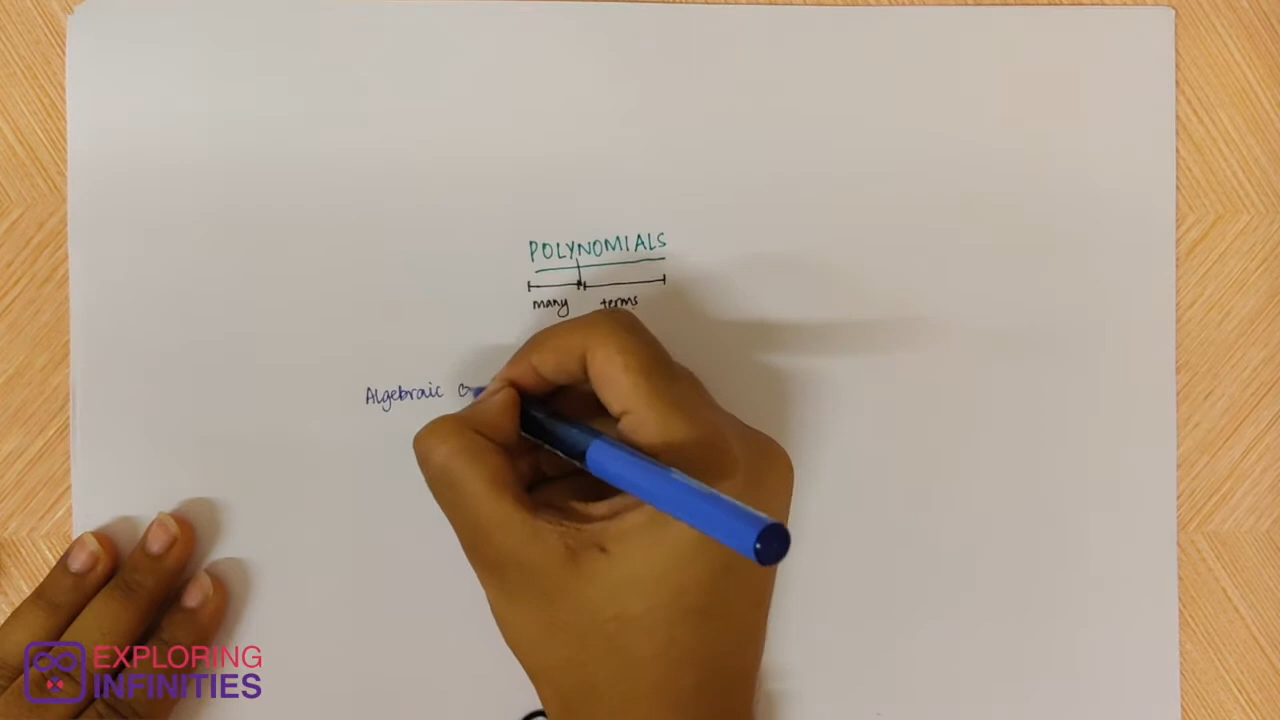 POLYNOMIALS
many terms
Algebraic
EXPLORING
INFINITIES